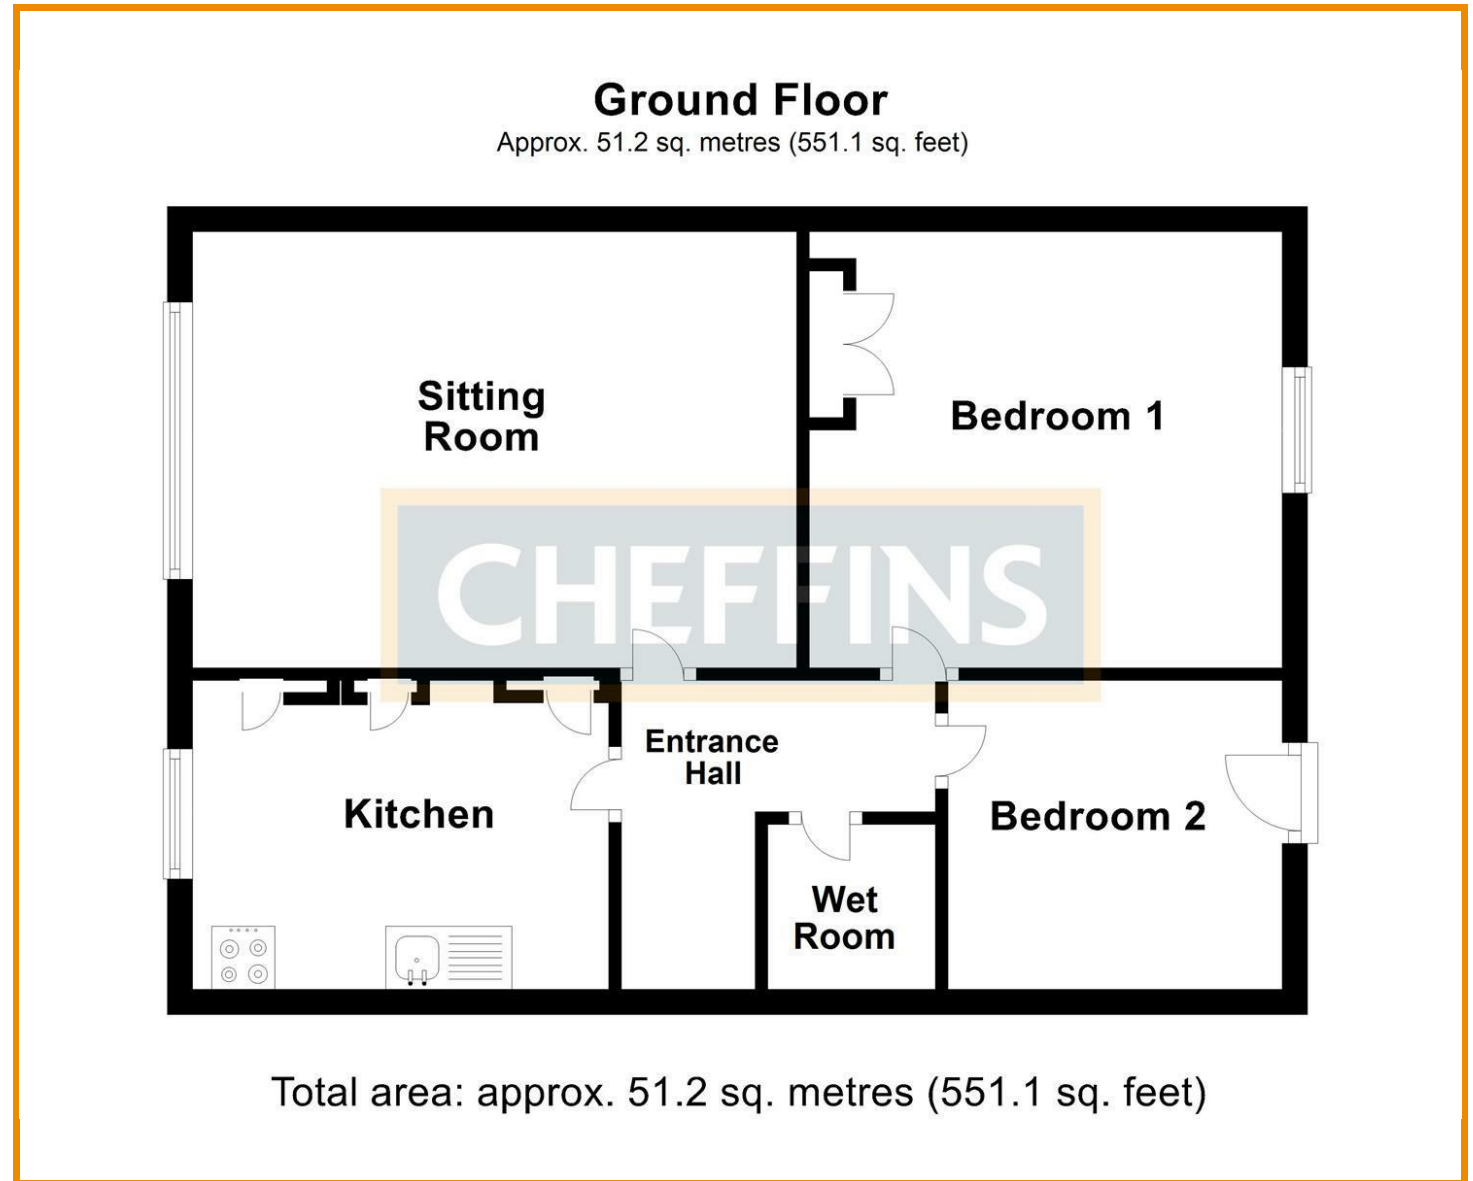 Ground Floor
Approx. 51.2 sq. metres (551.1 sq. feet)
Sitting
Room
Bedroom 1
CHEFFINS
Entrance
Hall
Kitchen
Bedroom 2
Wet
Room
Total area: approx. 51.2 sq. metres (551.1 sq. feet)